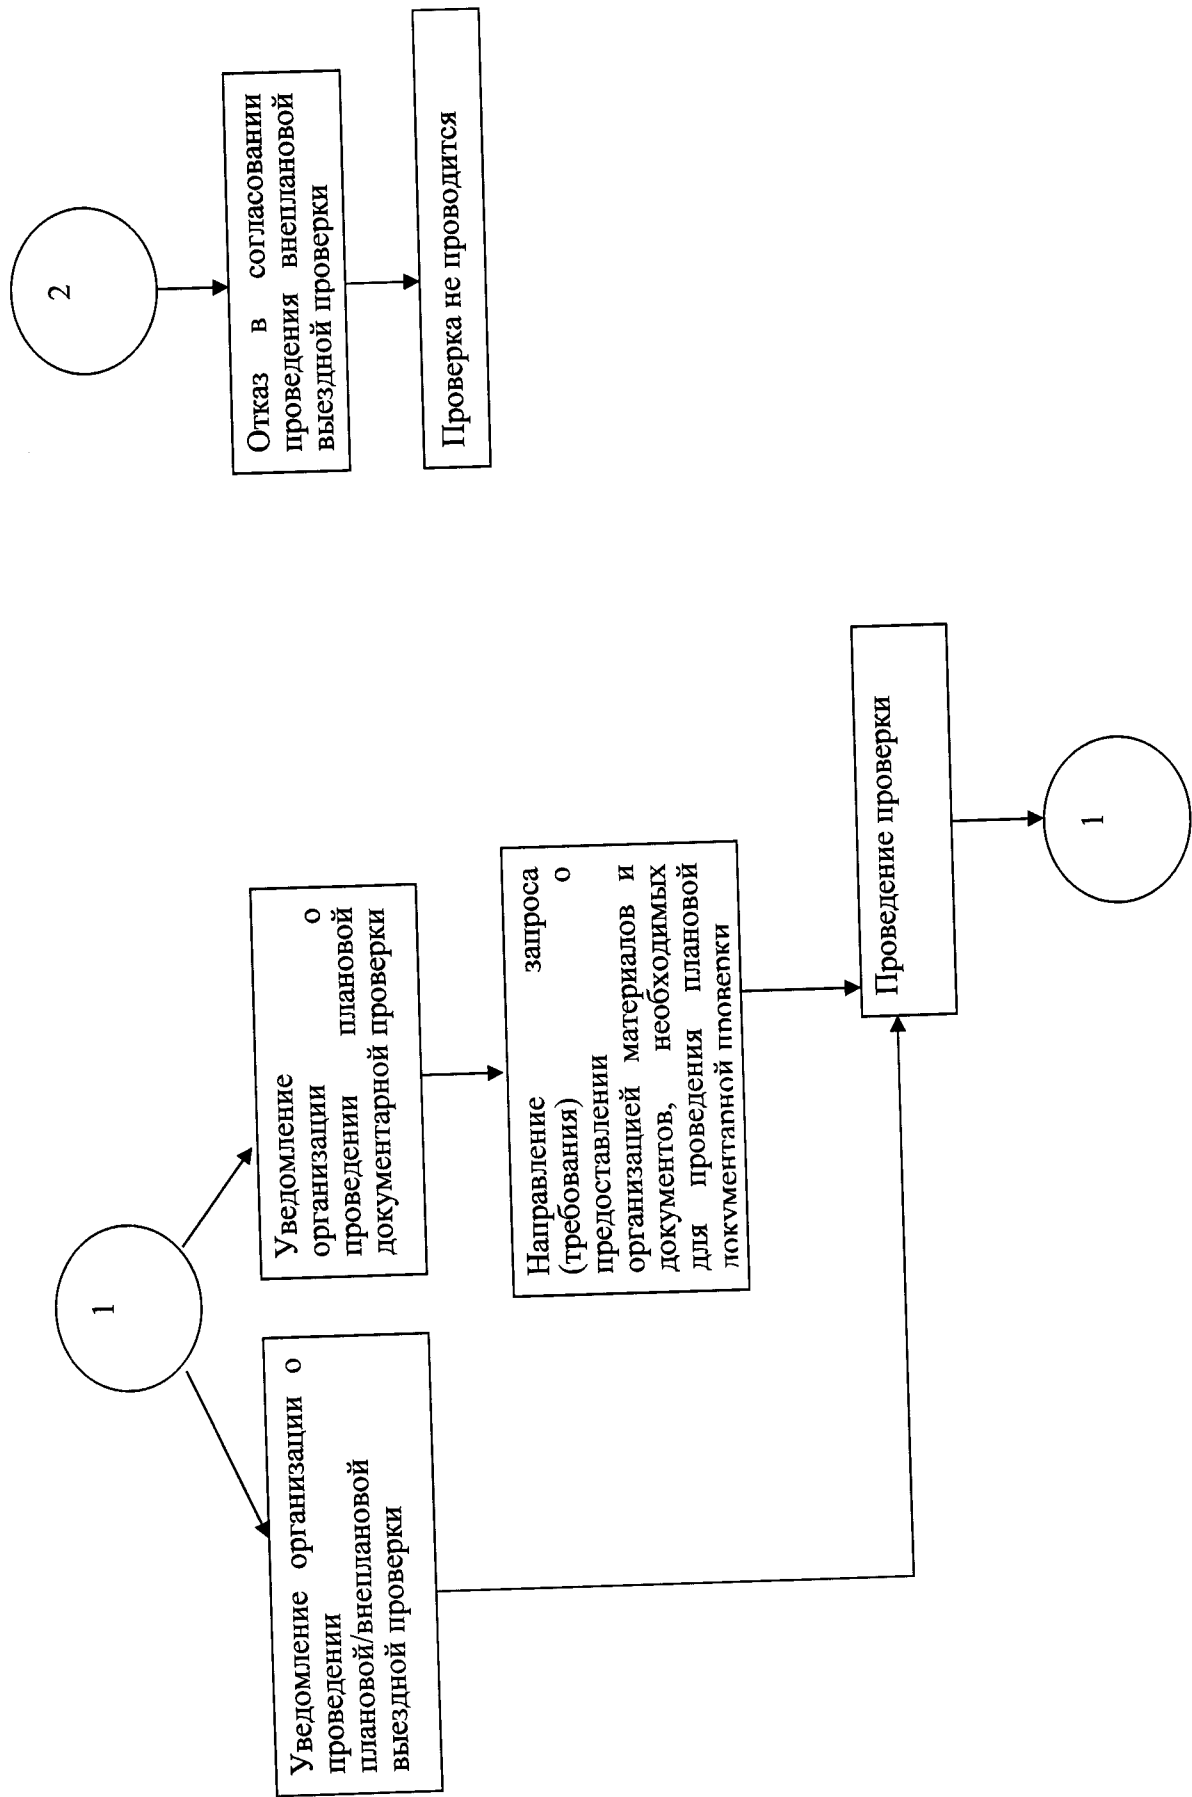 1
Уведомление организации о
проведении
плановой/внеплановой
выездной проверки
Уведомление
организации о
проведении плановой
документарной проверки
Направление запроса
(требования) о
предоставлении
организацией материалов и
документов, необходимых
для проведения плановой
документарной проверки
Проведение проверки
1
2
Отказ в согласовании
проведения внеплановой
выездной проверки
Проверка не проводится